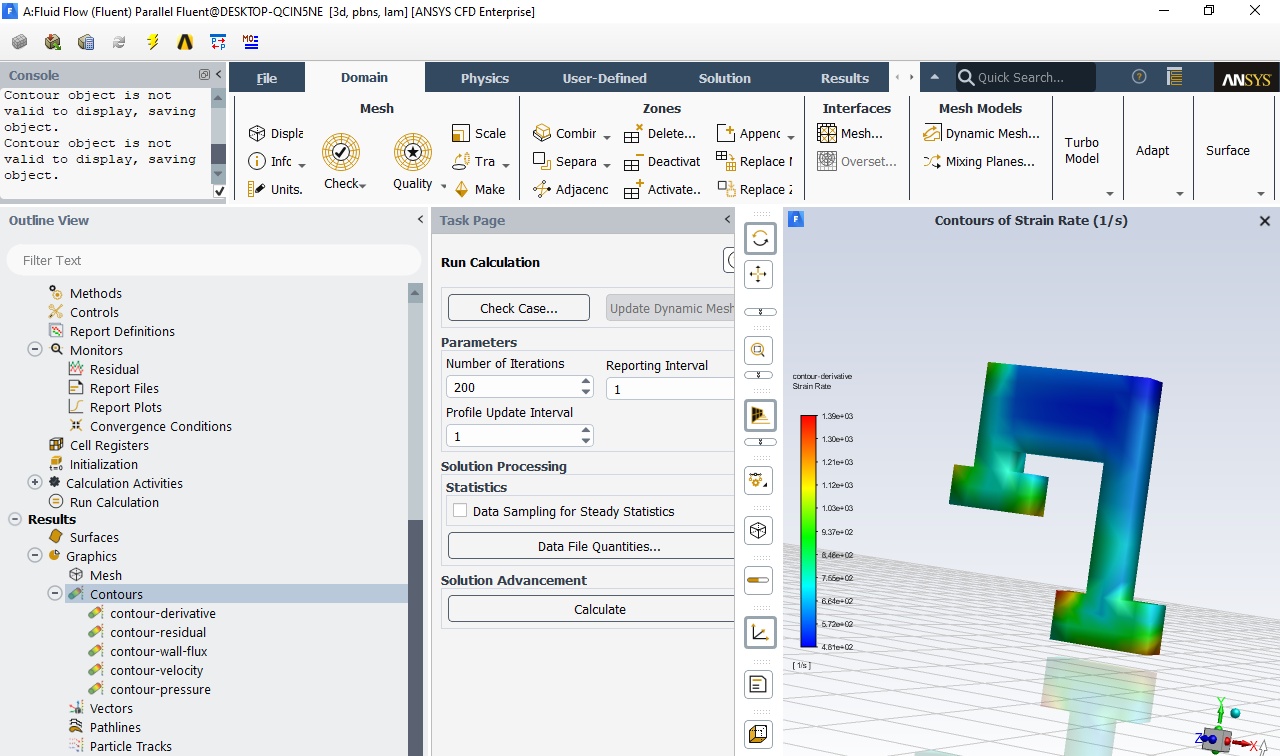 A:Fluid Flow (Fluent) Parallel Fluent@DESKTOP-QCIN5NE [3d, pbns, lam] [ANSYS CFD Enterprise]
Console
Contour object is not
valid to display, saving
object.
Contour object is not
valid to display, saving
object.
File
Domain
Physics
User-Defined
Solution
Results
Quick Search...
ANSYS
Mesh
Displa
Info
Units.
Check
Quality
Scale
Tra
Make
Zones
Combin
Separa
Adjacenc
Delete...
Deactivat
Activate..
Append
Replace M
Replace Z
Interfaces
Mesh...
Overset...
Mesh Models
Dynamic Mesh...
Mixing Planes...
Turbo
Model
Adapt
Surface
Outline View
Filter Text
Methods
Controls
Report Definitions
Monitors
Residual
Report Files
Report Plots
Convergence Conditions
Cell Registers
Initialization
Calculation Activities
Run Calculation
Results
Surfaces
Graphics
Mesh
Contours
contour-derivative
contour-residual
contour-wall-flux
contour-velocity
contour-pressure
Vectors
Pathlines
Particle Tracks
Task Page
Run Calculation
Check Case...
Update Dynamic Mesh
Parameters
Number of Iterations
200
Reporting Interval
1
Profile Update Interval
1
Solution Processing
Statistics
Data Sampling for Steady Statistics
Data File Quantities...
Solution Advancement
Calculate
Contours of Strain Rate (1/s)
contour-derivative
Strain Rate
1.39e+03
1.30e+03
1.21e+03
1.12e+03
1.03e+03
9.37e+02
8.46e+02
7.55e+02
6.64e+02
5.72e+02
4.81e+02
[ 1/s ]
Y
Z
X